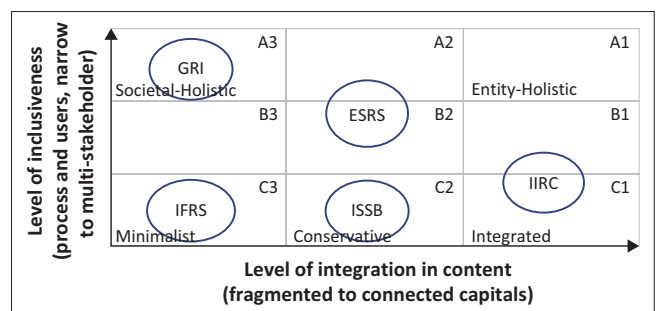 Level of inclusiveness
(process and users, narrow
to multi-stakeholder)
A3
A2
A1
GRI
Societal-Holistic
Entity-Holistic
ESRS
B3
B2
B1
IIRC
C3
C2
C1
IFRS
ISSB
Minimalist
Conservative
Integrated
Level of integration in content
(fragmented to connected capitals)